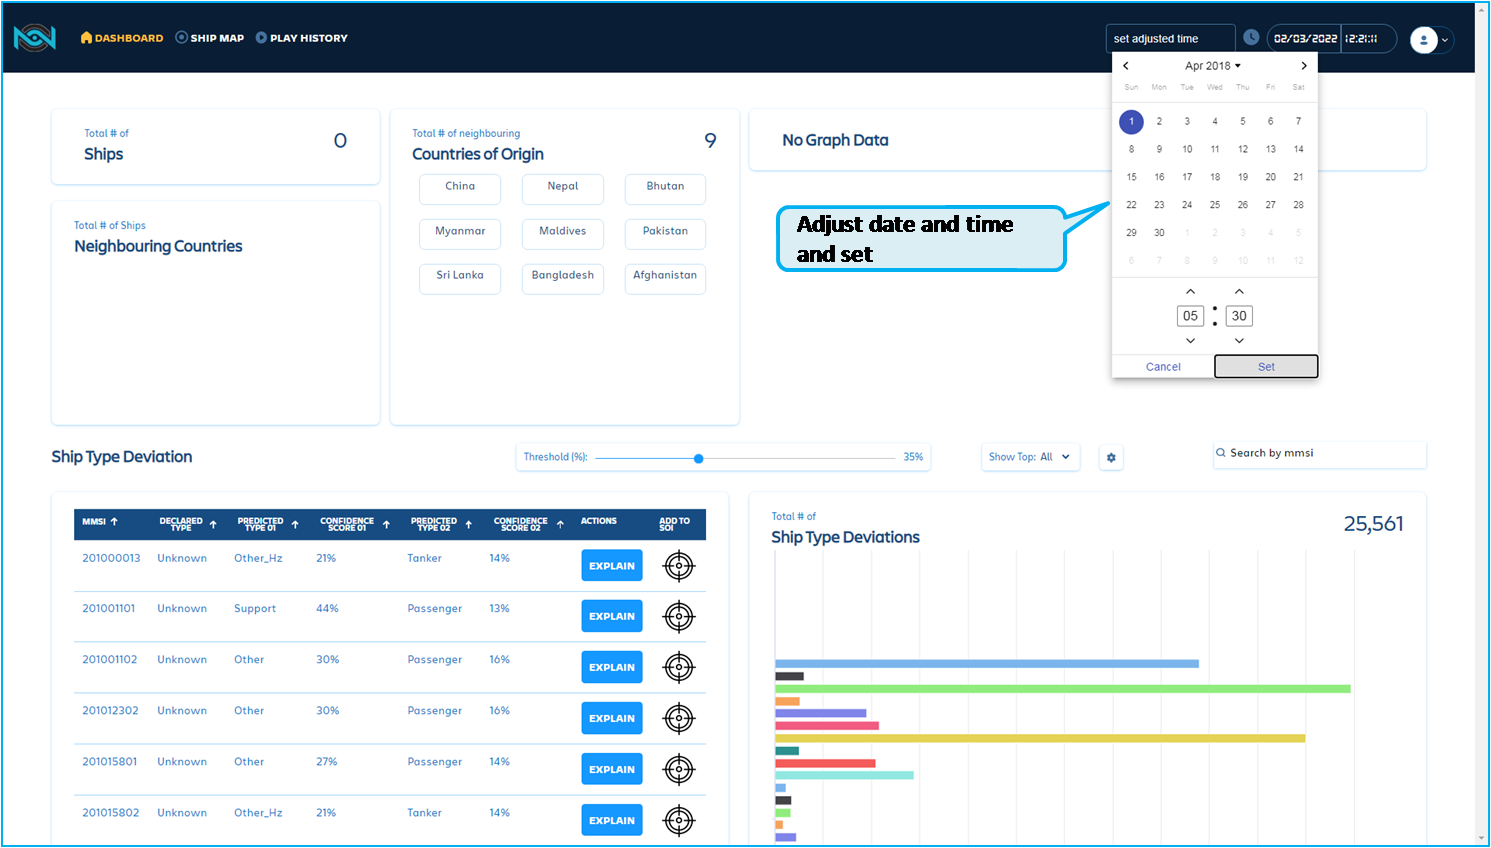 DASHBOARD SHIP MAP PLAY HISTORY
set adjusted time
02/03/2022 12:21:11
Apr 2018
Sun Mon Tue Wed Thu Fri Sat
1 2 3 4 5 6 7
8 9 10 11 12 13 14
15 16 17 18 19 20 21
22 23 24 25 26 27 28
29 30 1 2 3 4 5
6 7 8 9 10 11 12
05 : 30
Cancel Set
Total # of
Ships
0
Total # of Ships
Neighbouring Countries
Total # of neighbouring
Countries of Origin
9
China Nepal Bhutan
Myanmar Maldives Pakistan
Sri Lanka Bangladesh Afghanistan
No Graph Data
Adjust date and time
and set
Ship Type Deviation
Threshold (%): 35%
Show Top: All
Search by mmsi
MMSI DECLARED TYPE PREDICTED TYPE 01 CONFIDENCE SCORE 01 PREDICTED TYPE 02 CONFIDENCE SCORE 02 ACTIONS ADD TO SOI
201000013 Unknown Other_Hz 21% Tanker 14% EXPLAIN
201001101 Unknown Support 44% Passenger 13% EXPLAIN
201001102 Unknown Other 30% Passenger 16% EXPLAIN
201012302 Unknown Other 30% Passenger 16% EXPLAIN
201015801 Unknown Other 27% Passenger 14% EXPLAIN
201015802 Unknown Other_Hz 21% Tanker 14% EXPLAIN
Total # of
Ship Type Deviations
25,561